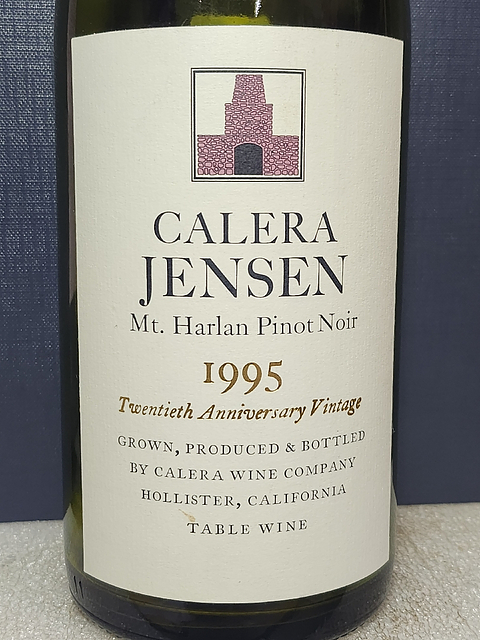 CALERA
JENSEN
Mt. Harlan Pinot Noir
1995
Twentieth Anniversary Vintage
GROWN, PRODUCED & BOTTLED
BY CALERA WINE COMPANY
HOLLISTER, CALIFORNIA
TABLE WINE